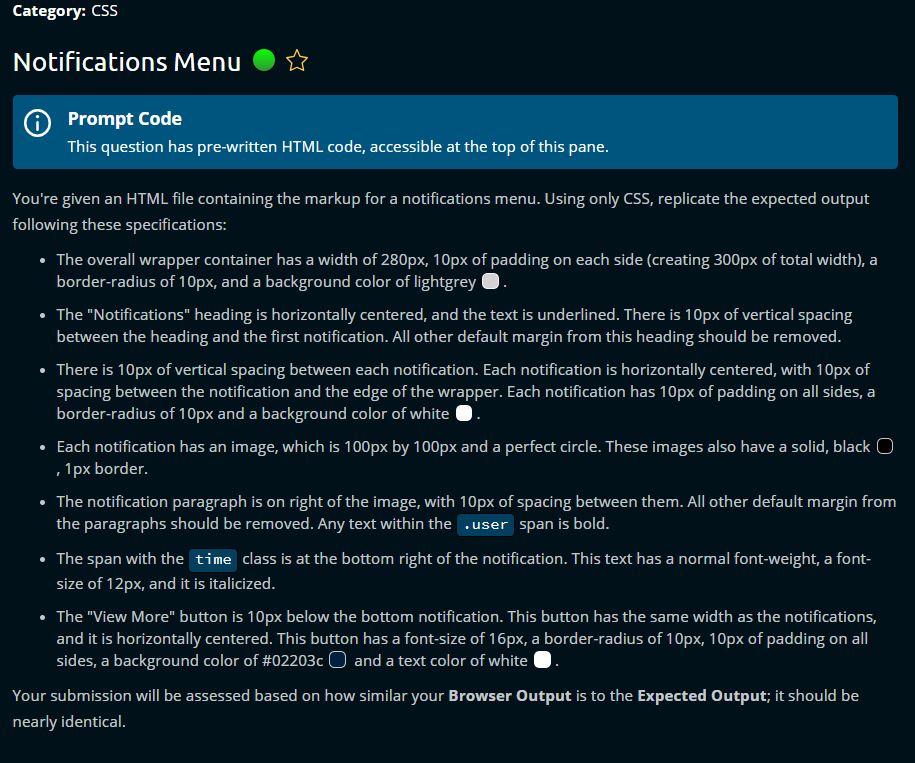 Category: CSS
Notifications Menu
Prompt Code
This question has pre-written HTML code, accessible at the top of this pane.
You're given an HTML file containing the markup for a notifications menu. Using only CSS, replicate the expected output
following these specifications:
• The overall wrapper container has a width of 280px, 10px of padding on each side (creating 300px of total width), a
border-radius of 10px, and a background color of lightgrey .
• The "Notifications" heading is horizontally centered, and the text is underlined. There is 10px of vertical spacing
between the heading and the first notification. All other default margin from this heading should be removed.
• There is 10px of vertical spacing between each notification. Each notification is horizontally centered, with 10px of
spacing between the notification and the edge of the wrapper. Each notification has 10px of padding on all sides, a
border-radius of 10px and a background color of white .
• Each notification has an image, which is 100px by 100px and a perfect circle. These images also have a solid, black
, 1px border.
• The notification paragraph is on right of the image, with 10px of spacing between them. All other default margin from
the paragraphs should be removed. Any text within the .user span is bold.
• The span with the time class is at the bottom right of the notification. This text has a normal font-weight, a font-
size of 12px, and it is italicized.
• The "View More" button is 10px below the bottom notification. This button has the same width as the notifications,
and it is horizontally centered. This button has a font-size of 16px, a border-radius of 10px, 10px of padding on all
sides, a background color of #02203c and a text color of white .
Your submission will be assessed based on how similar your Browser Output is to the Expected Output; it should be
nearly identical.